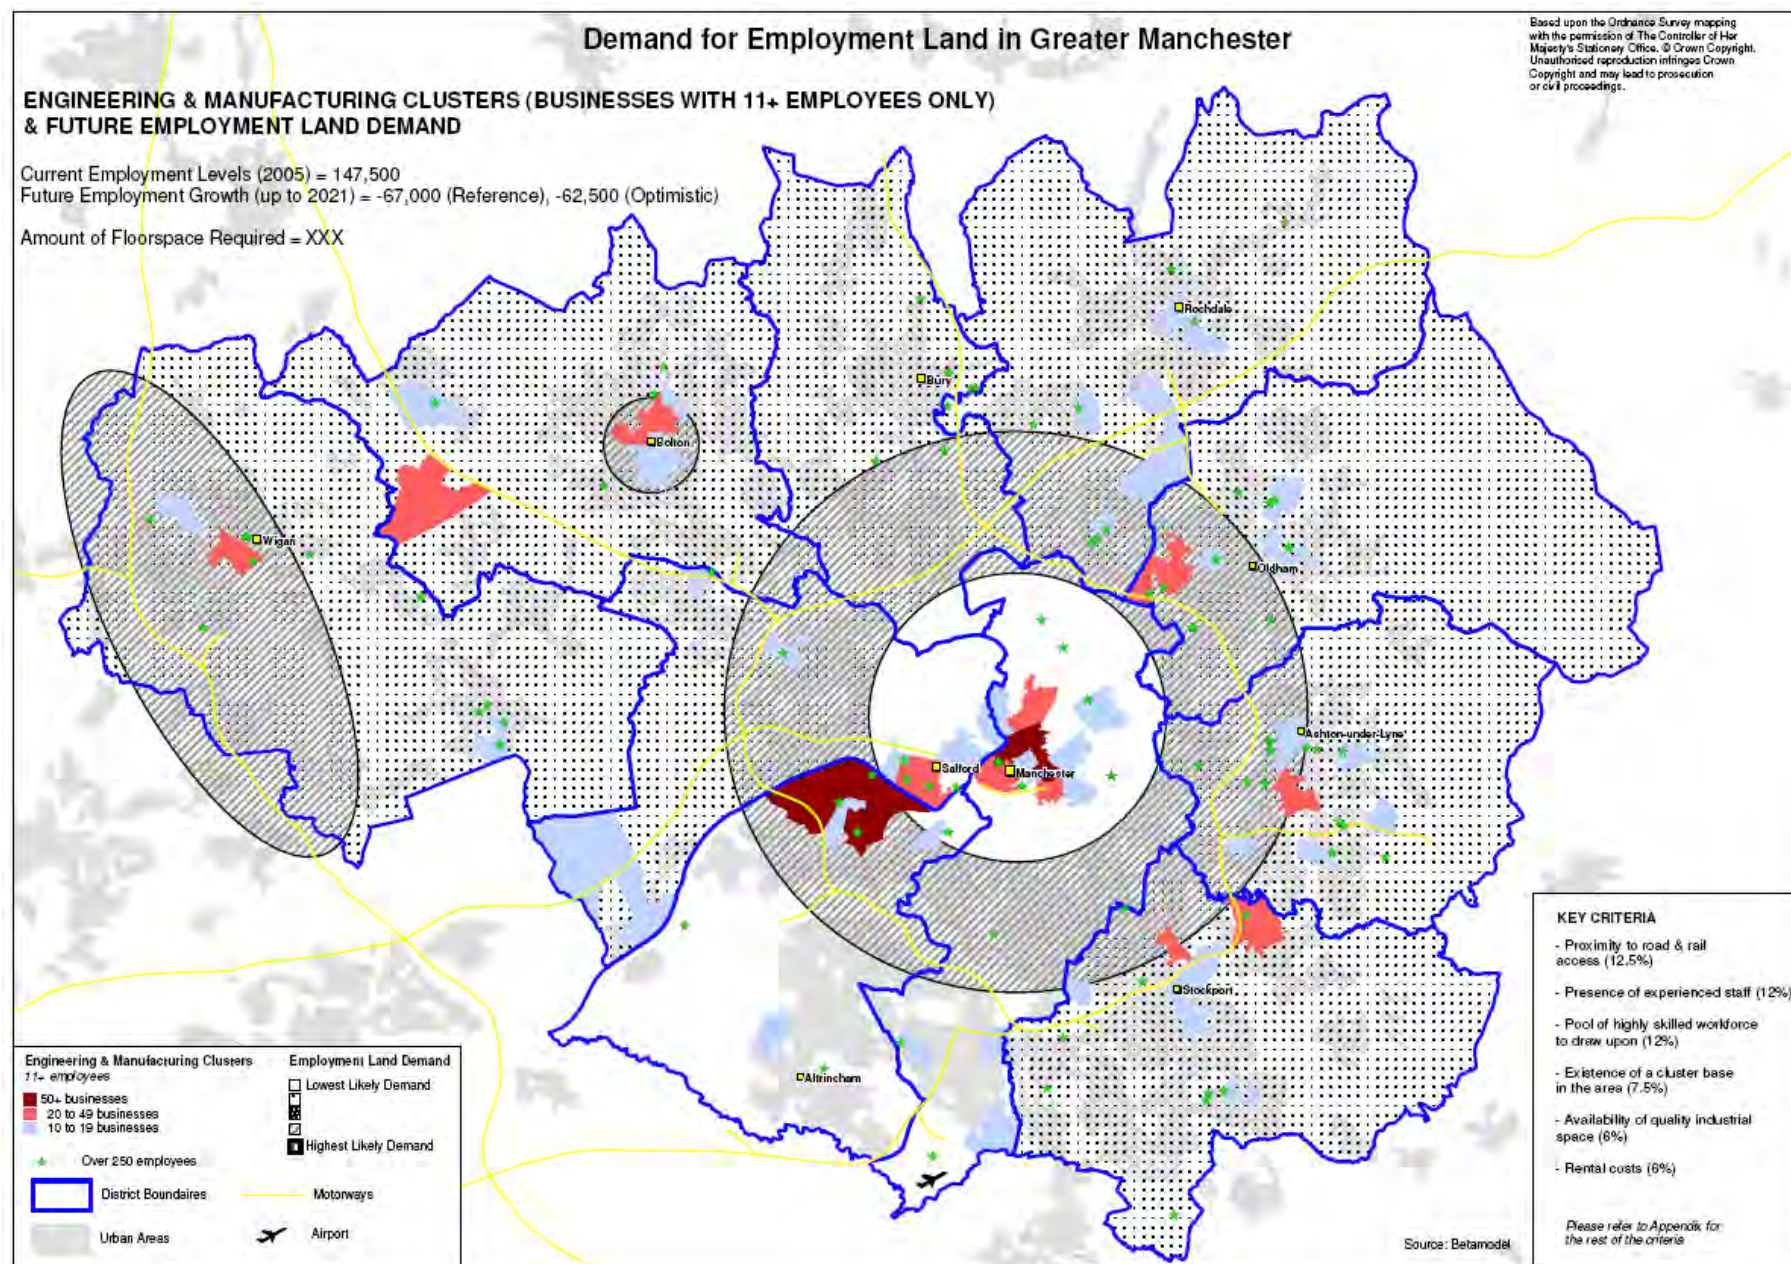 Demand for Employment Land in Greater Manchester
Based upon the Ordnance Survey mapping
with the permission of The Controller of Her
Majesty's Stationery Office. © Crown Copyright.
Unauthorised reproduction infringes Crown
Copyright and may lead to prosecution
or civil proceedings.
ENGINEERING & MANUFACTURING CLUSTERS (BUSINESSES WITH 11+ EMPLOYEES ONLY)
& FUTURE EMPLOYMENT LAND DEMAND
Current Employment Levels (2005) = 147,500
Future Employment Growth (up to 2021) = -67,000 (Reference), -62,500 (Optimistic)
Amount of Floorspace Required = XXX
Rochdale
Bury
Bolton
Wigan
Oldham
Ashton-under-Lyne
Salford
Manchester
Stockport
Altrincham
KEY CRITERIA
- Proximity to road & rail
access (12.5%)
- Presence of experienced staff (12%)
- Pool of highly skilled workforce
to draw upon (12%)
- Existence of a cluster base
in the area (7.5%)
- Availability of quality industrial
space (6%)
- Rental costs (6%)
Please refer to Appendix for
the rest of the criteria
Engineering & Manufacturing Clusters
11+ employees
50+ businesses
20 to 49 businesses
10 to 19 businesses
Over 250 employees
District Boundaires
Urban Areas
Employment Land Demand
Lowest Likely Demand
Highest Likely Demand
Motorways
Airport
Source: Betamodel